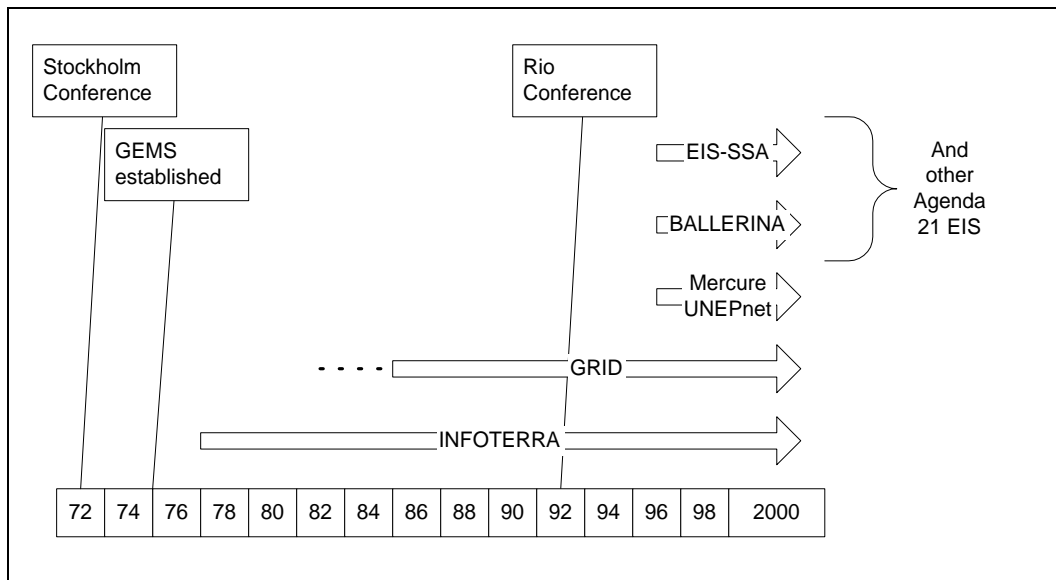 Stockholm
Conference
GEMS
established
Rio
Conference
EIS-SSA
BALLERINA
And
other
Agenda
21 EIS
Mercure
UNEPnet
GRID
INFOTERRA
72 74 76 78 80 82 84 86 88 90 92 94 96 98 2000